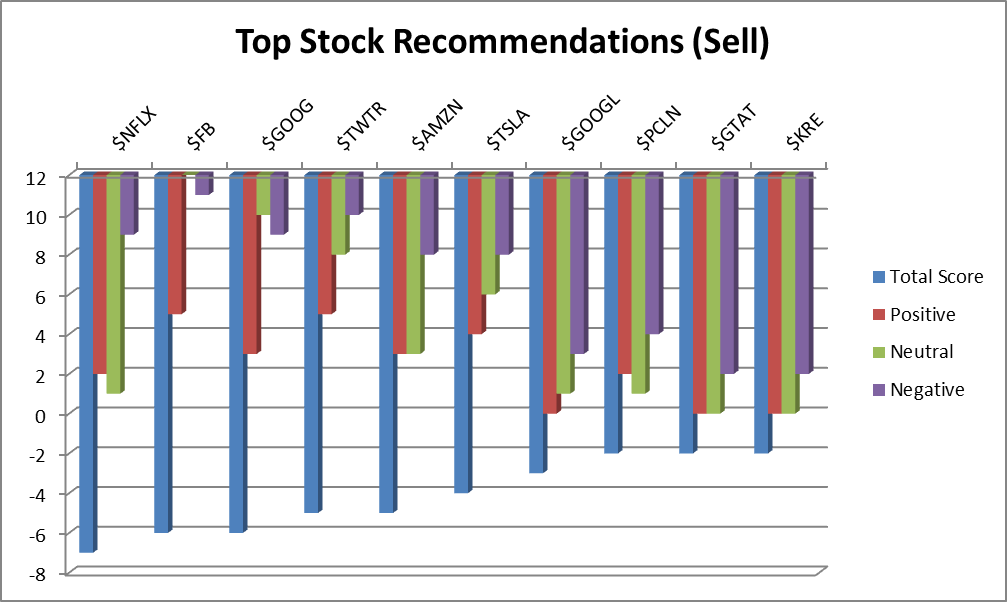 Top Stock Recommendations (Sell)
$NFLX
$FB
$GOOG
$TWTR
$AMZN
$TSLA
$GOOGL
$PCLN
$GTAT
$KRE
12
10
8
6
4
2
0
-2
-4
-6
-8
Total Score
Positive
Neutral
Negative